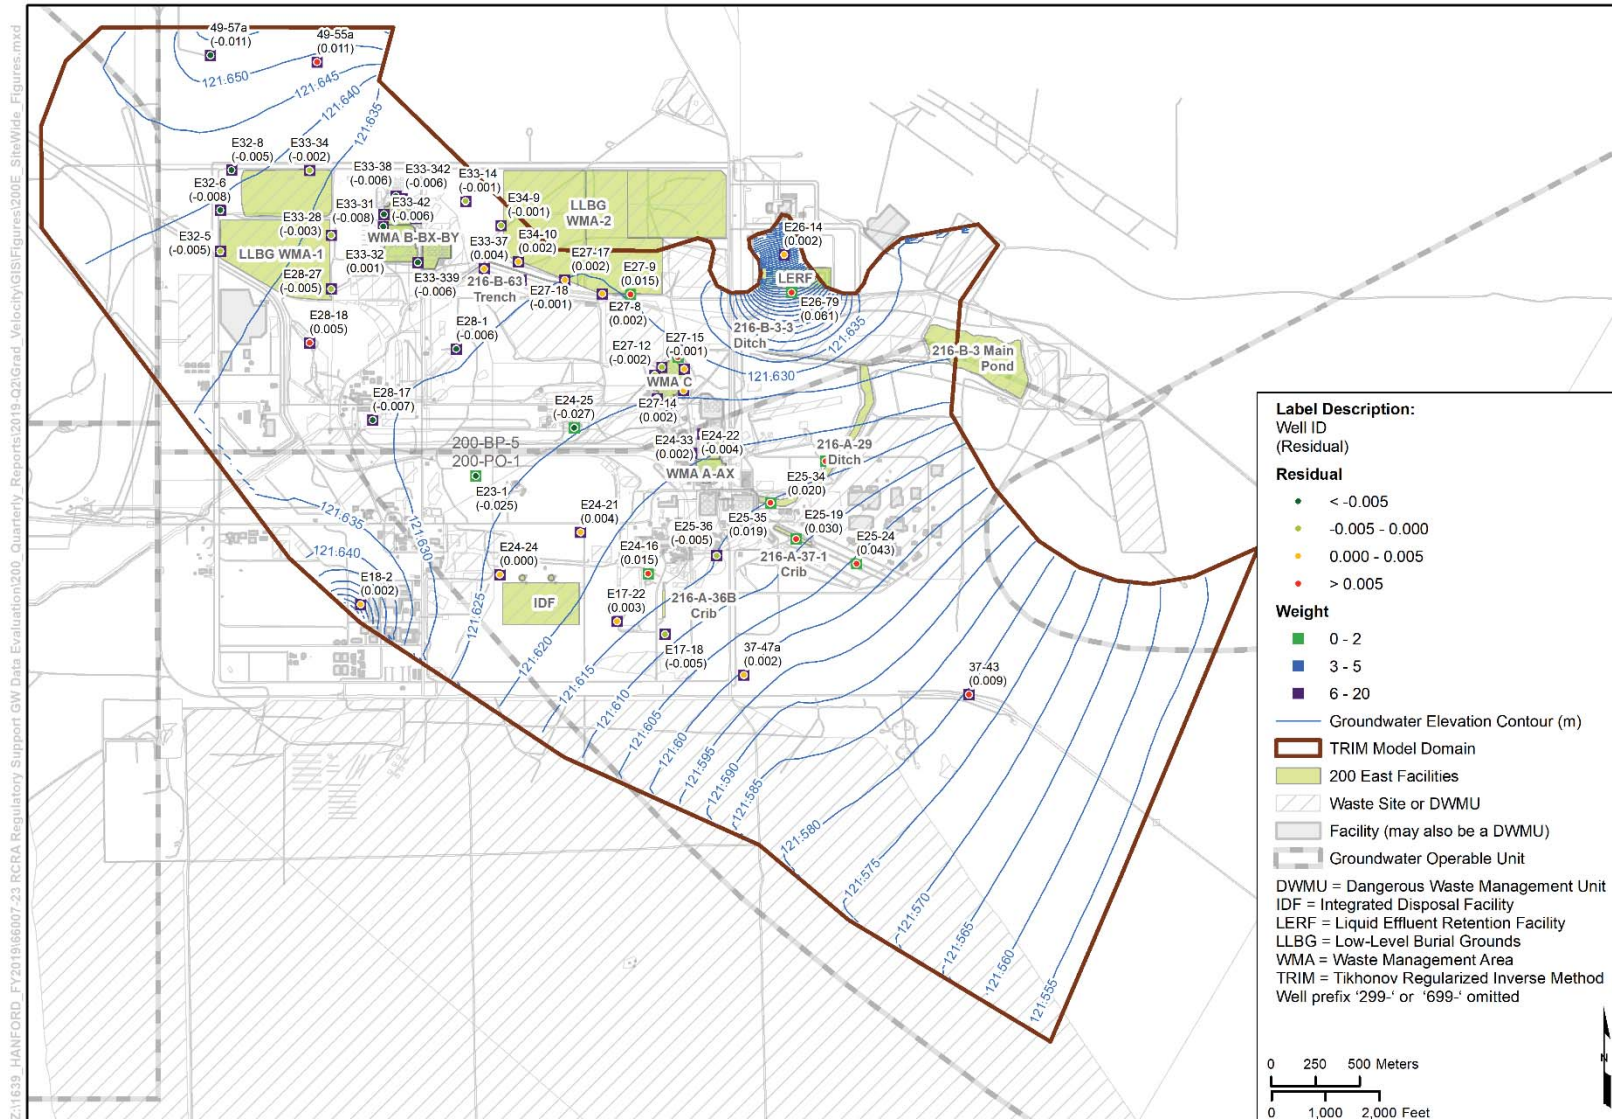 Z:\1639_HANFORD_FY2019\66007-23 RCRA Regulatory Support GW Data Evaluation\200_Quarterly_Reports\2019-Q2\Grad_Velocity\GIS\Figures\200E_SiteWide_Figures.mxd
49-57a
(-0.011)
49-55a
(0.011)
121.650
121.645
121.640
121.635
E32-8
(-0.005)
E33-34
(-0.002)
E33-38
(-0.006)
E33-342
(-0.006)
E33-14
(-0.001)
E32-6
(-0.008)
E33-31
(-0.008)
E33-42
(-0.006)
E34-9
(-0.001)
LLBG
WMA-2
E26-14
(0.002)
E33-28
(-0.003)
WMA B-BX-BY
E32-5
(-0.005)
LLBG WMA-1
E33-32
(0.001)
E33-37
(0.004)
E34-10
(0.002)
E27-17
(0.002)
E27-9
(0.015)
LERF
E28-27
(-0.005)
E33-339
(-0.006)
216-B-63
Trench
E27-18
(-0.001)
E27-8
(0.002)
E26-79
(0.061)
E28-18
(0.005)
E28-1
(-0.006)
216-B-3-3
Ditch
121.635
E27-12
(-0.002)
E27-15
(-0.001)
216-B-3 Main
Pond
121.630
WMA C
E28-17
(-0.007)
E24-25
(-0.027)
E27-14
(0.002)
200-BP-5
200-PO-1
E24-33
(0.002)
E24-22
(-0.004)
216-A-29
Ditch
WMA A-AX
E23-1
(-0.025)
E25-34
(0.020)
E24-21
(0.004)
E25-36
(-0.005)
E25-35
(0.019)
E25-19
(0.030)
E25-24
(0.043)
121.635
121.640
121.630
E24-24
(0.000)
E24-16
(0.015)
216-A-37-1
Crib
E18-2
(0.002)
IDF
E17-22
(0.003)
216-A-36B
Crib
121.625
E17-18
(-0.005)
37-47a
(0.002)
37-43
(0.009)
121.620
121.615
121.610
121.605
121.60
121.595
121.590
121.585
121.580
121.575
121.570
121.565
121.560
121.555
Label Description:
Well ID
(Residual)
Residual
< -0.005
-0.005 - 0.000
0.000 - 0.005
> 0.005
Weight
0 - 2
3 - 5
6 - 20
Groundwater Elevation Contour (m)
TRIM Model Domain
200 East Facilities
Waste Site or DWMU
Facility (may also be a DWMU)
Groundwater Operable Unit
DWMU = Dangerous Waste Management Unit
IDF = Integrated Disposal Facility
LERF = Liquid Effluent Retention Facility
LLBG = Low-Level Burial Grounds
WMA = Waste Management Area
TRIM = Tikhonov Regularized Inverse Method
Well prefix '299-' or '699-' omitted
0 250 500 Meters
0 1,000 2,000 Feet
N